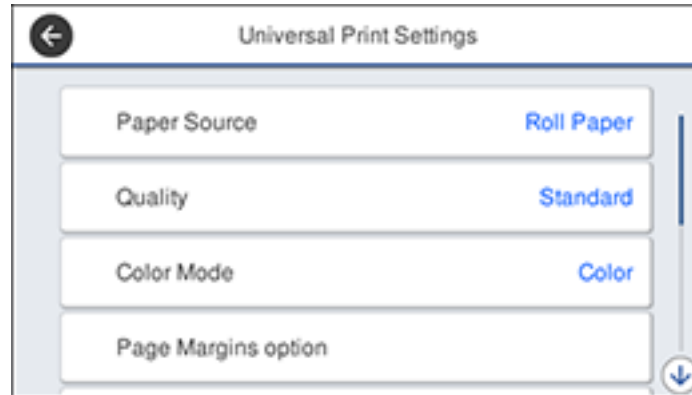 Universal Print Settings
Paper Source Roll Paper
Quality Standard
Color Mode Color
Page Margins option